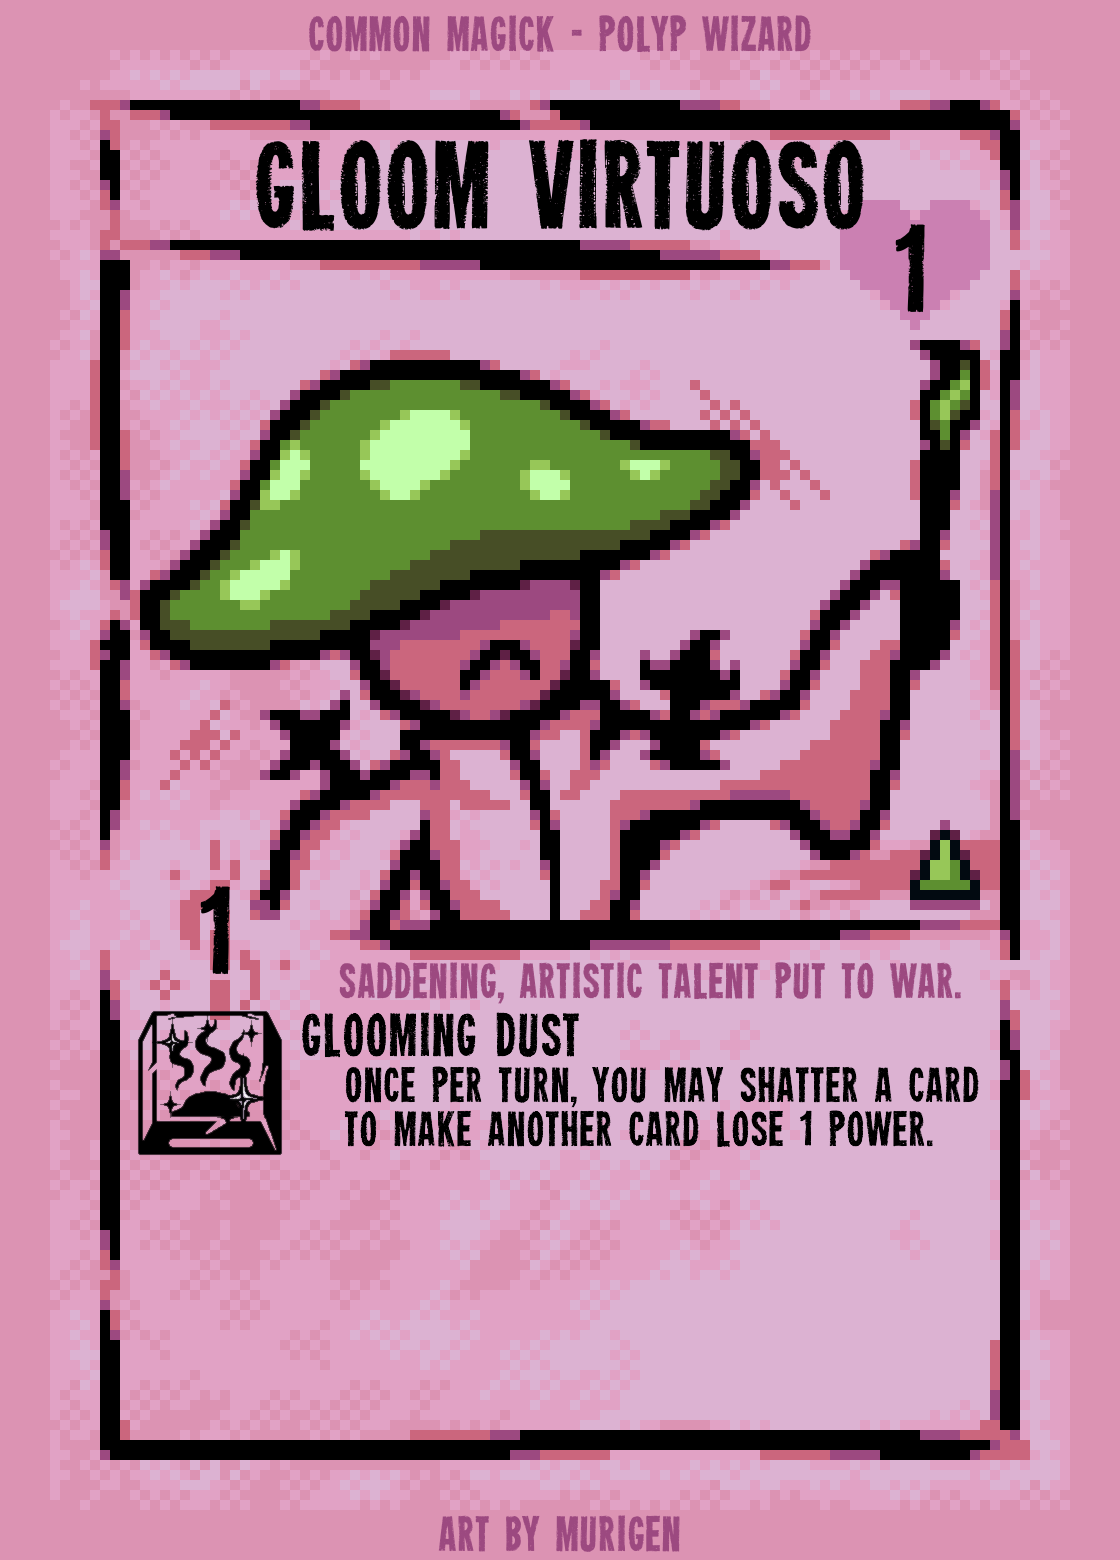 COMMON MAGICK - POLYP WIZARD
GLOOM VIRTUOSO
1
1
SADDENING, ARTISTIC TALENT PUT TO WAR.
GLOOMING DUST
ONCE PER TURN, YOU MAY SHATTER A CARD
TO MAKE ANOTHER CARD LOSE 1 POWER.
ART BY MURIGEN